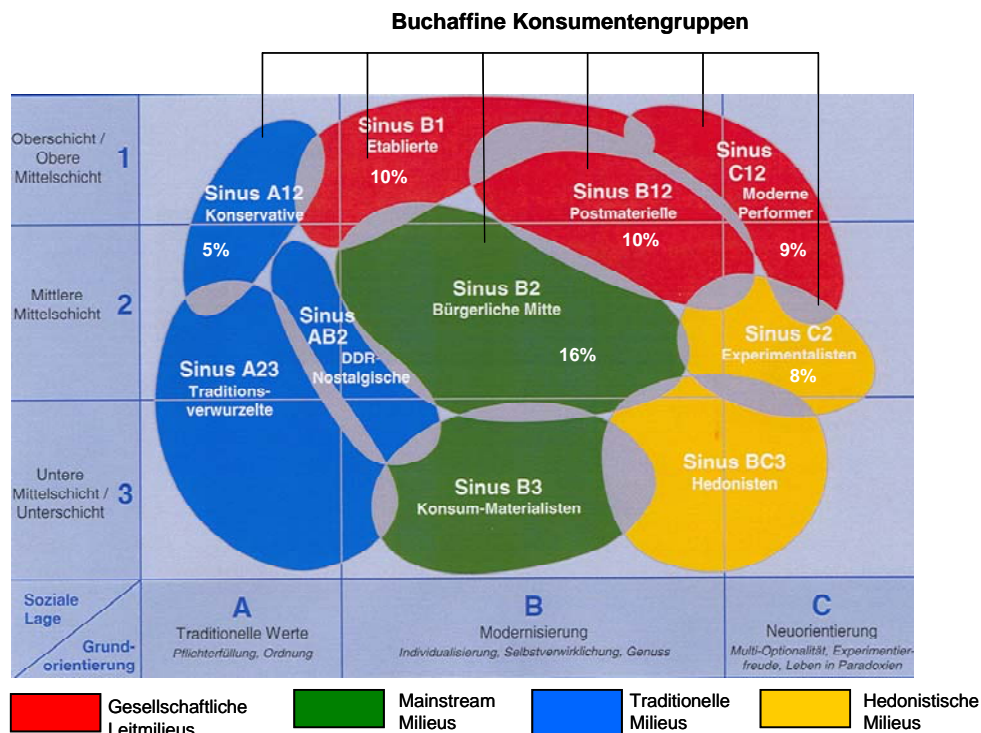 Buchaffine Konsumentengruppen
Oberschicht /
Obere
Mittelschicht
1
Sinus B1
Etablierte
10%
Sinus
C12
Moderne
Performer
9%
Sinus A12
Konservative
5%
Sinus B12
Postmaterielle
10%
Mittlere
Mittelschicht
2
Sinus B2
Bürgerliche Mitte
16%
Sinus
AB2
DDR-
Nostalgische
Sinus C2
Experimentalisten
8%
Sinus A23
Traditions-
verwurzelte
Untere
Mittelschicht /
Unterschicht
3
Sinus B3
Konsum-Materialisten
Sinus BC3
Hedonisten
Soziale
Lage
Grund-
orientierung
A
Traditionelle Werte
Pflichterfüllung, Ordnung
B
Modernisierung
Individualisierung, Selbstverwirklichung, Genuss
C
Neuorientierung
Multi-Optionalität, Experimentier-
freude, Leben in Paradoxien
Gesellschaftliche
Leitmilieus
Mainstream
Milieus
Traditionelle
Milieus
Hedonistische
Milieus